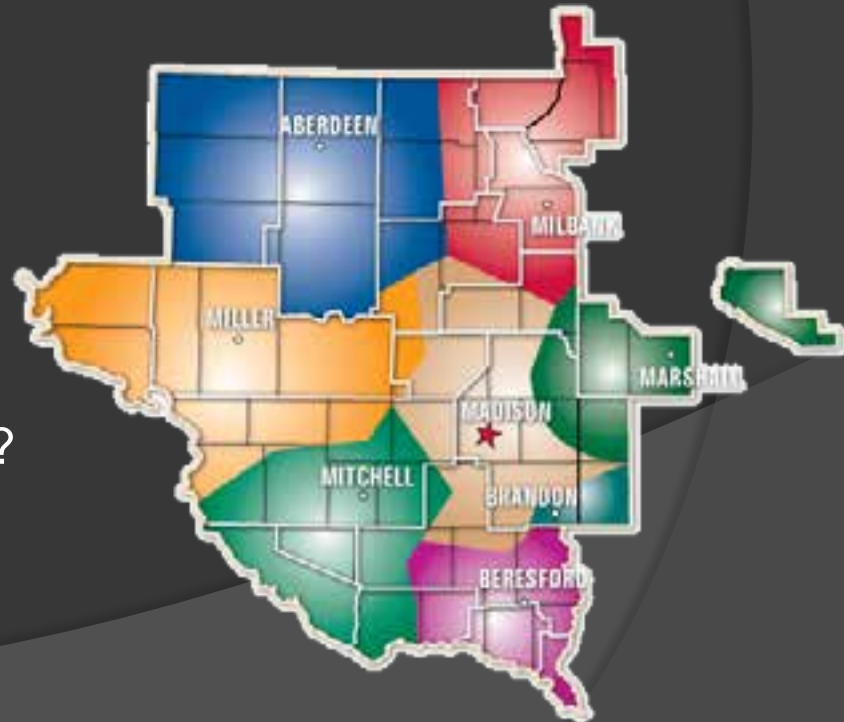 ABERDEEN
MILBANK
MILLER
MARSHALL
MADISON
?
MITCHELL
BRANDON
BERESFORD